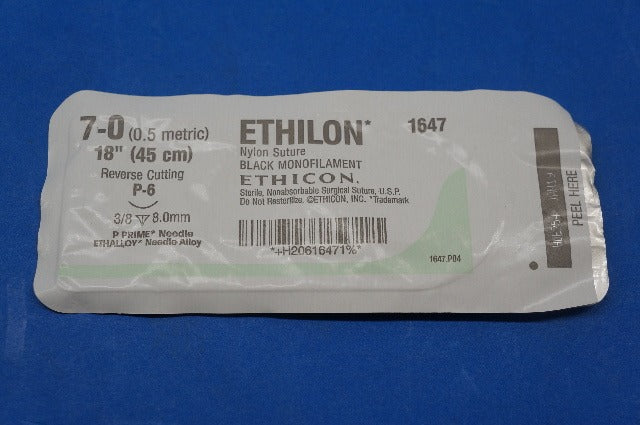 7-0 (0.5 metric)
18" (45 cm)
Reverse Cutting
P-6
3/8 8.0mm
P PRIME* Needle
ETHALLOY* Needle Alloy
ETHILON*
Nylon Suture
BLACK MONOFILAMENT
ETHICON.
Sterile, Nonabsorbable Surgical Suture, U.S.P.
Do Not Resterilize. ©ETHICON, INC. *Trademark
*+H20616471%*
1647
1647.P04
PEEL HERE